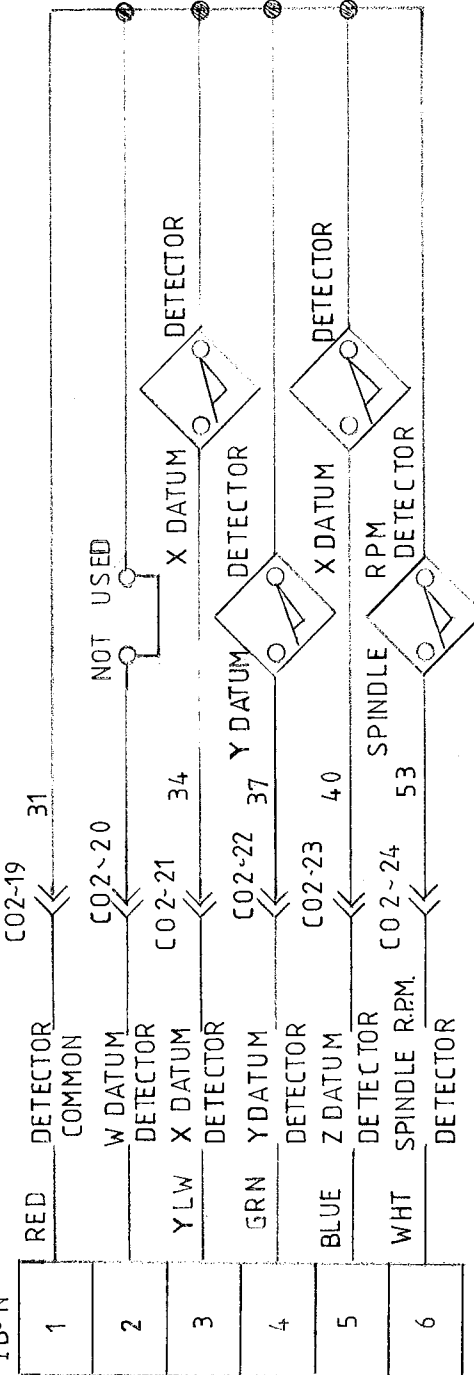 TB-N
1
RED
DETECTOR
COMMON
C02-19
31
2
W DATUM
DETECTOR
C02~20
NOT USED
3
YLW
X DATUM
DETECTOR
C02~21
34
X DATUM
DETECTOR
4
GRN
Y DATUM
DETECTOR
C02-22
37
Y DATUM
DETECTOR
5
BLUE
Z DATUM
DETECTOR
C02-23
40
X DATUM
DETECTOR
6
WHT
SPINDLE R.P.M.
DETECTOR
C02~24
53
SPINDLE RPM
DETECTOR